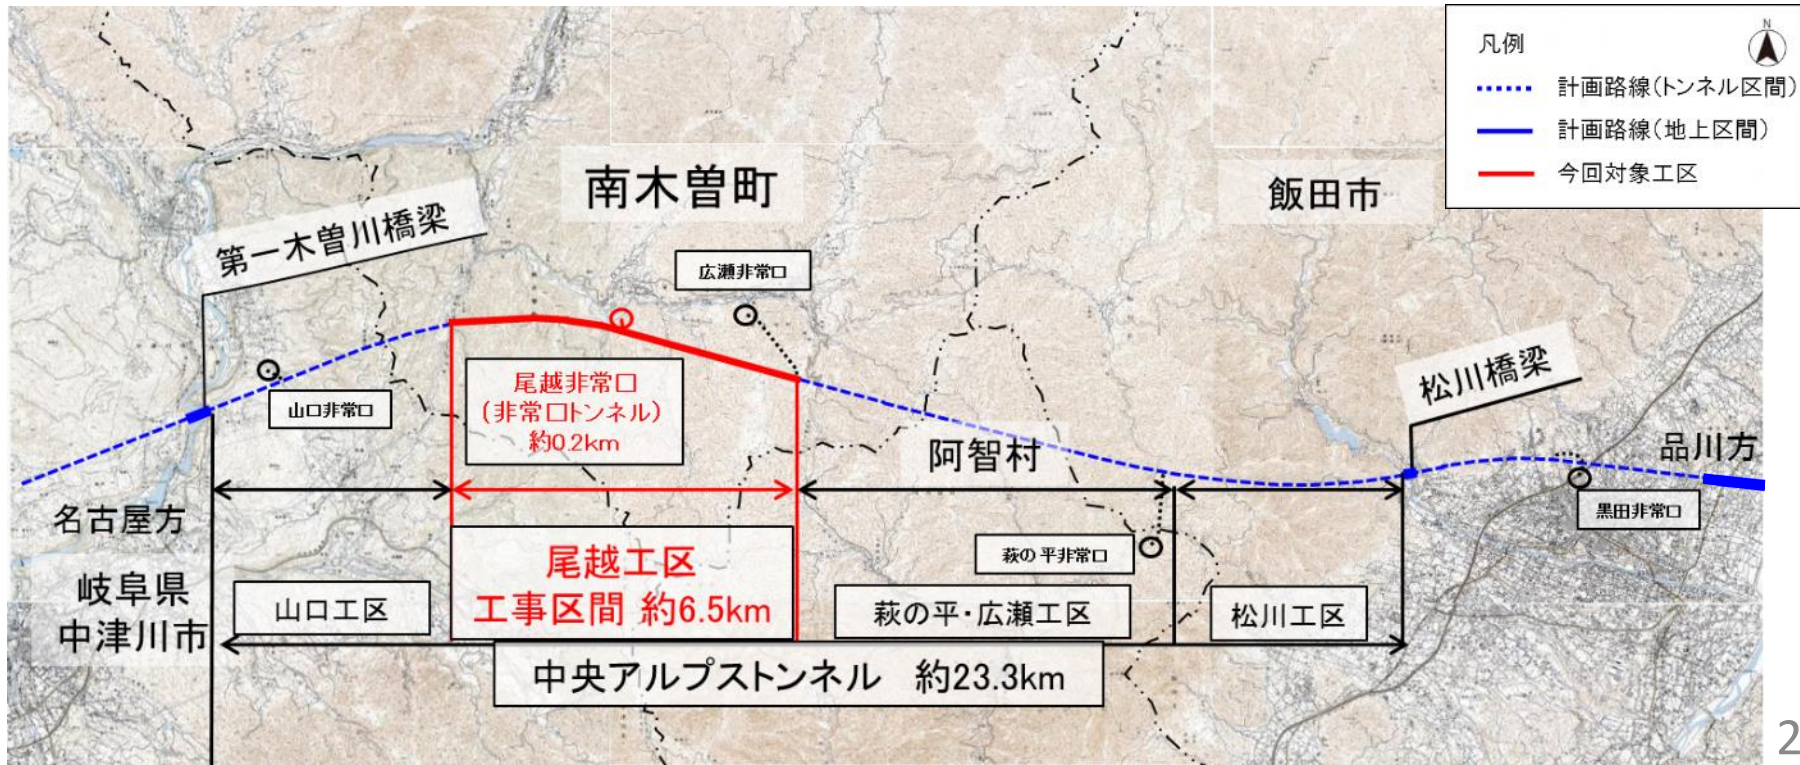 凡例
N
計画路線(トンネル区間)
計画路線(地上区間)
今回対象工区
南木曽町
飯田市
第一木曽川橋梁
広瀬非常口
山口非常口
尾越非常口
(非常口トンネル)
約0.2km
松川橋梁
阿智村
品川方
黒田非常口
名古屋方
萩の平非常口
岐阜県
中津川市
山口工区
尾越工区
工事区間 約6.5km
萩の平・広瀬工区
松川工区
中央アルプストンネル 約23.3km
2